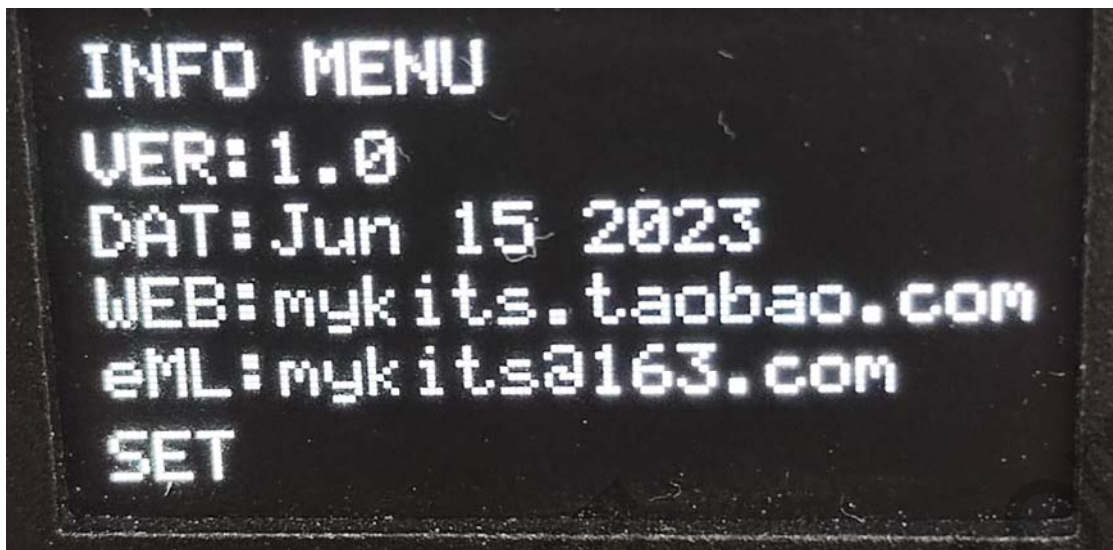 INFO MENU
VER:1.0
DAT:Jun 15 2023
WEB:mykits.taobao.com
eML:mykits@163.com
SET